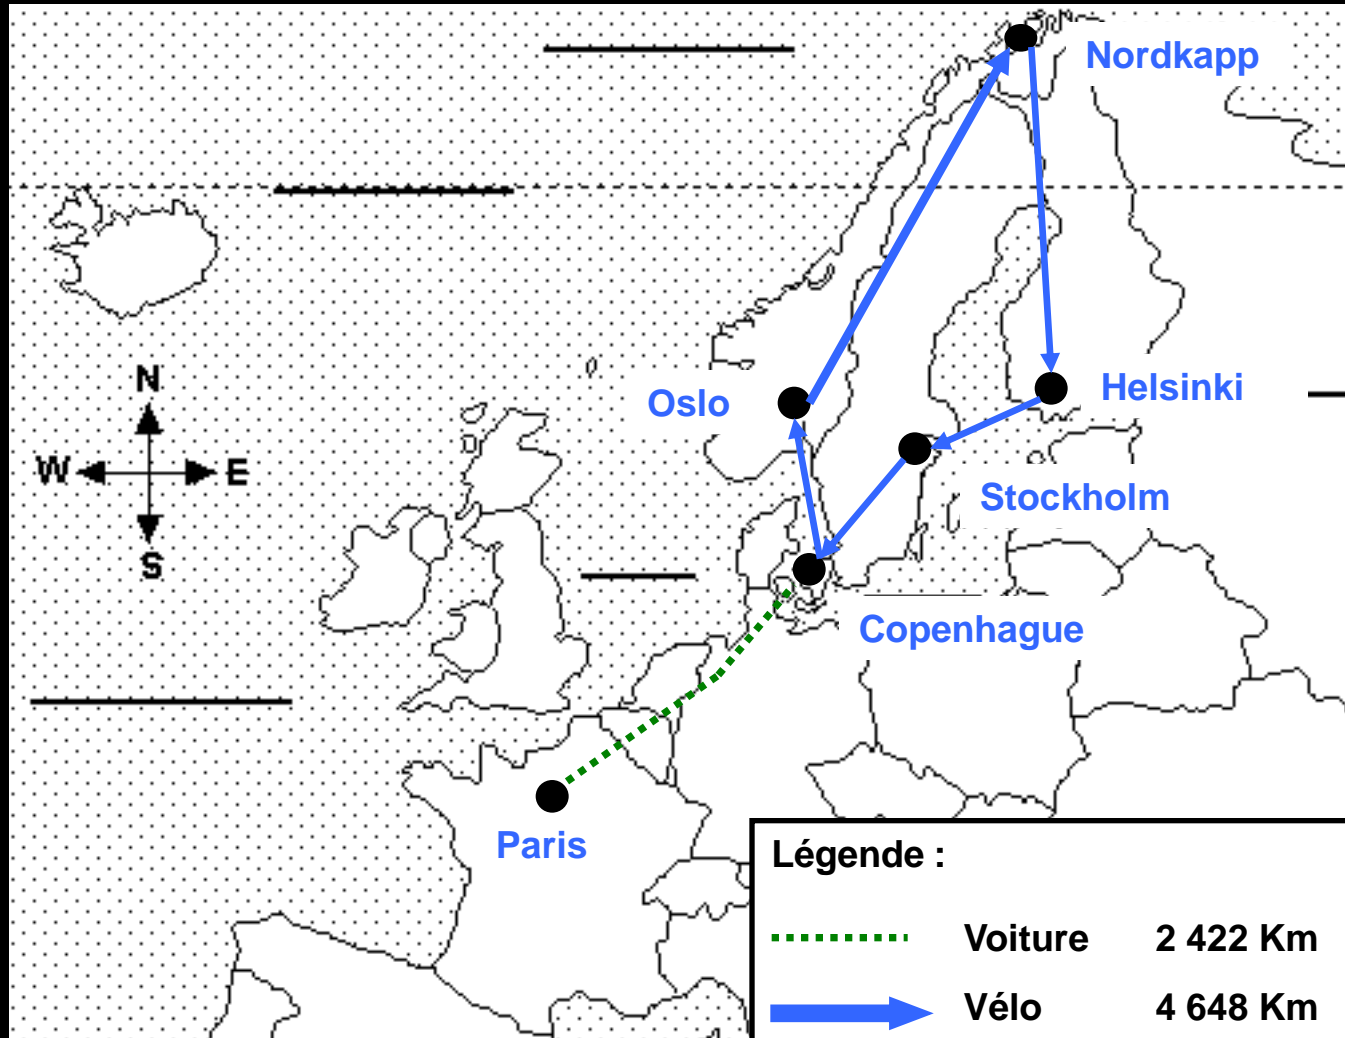 Nordkapp
N
Oslo
Helsinki
W
E
Stockholm
S
Copenhague
Paris
Légende :
Voiture 2 422 Km
Vélo 4 648 Km